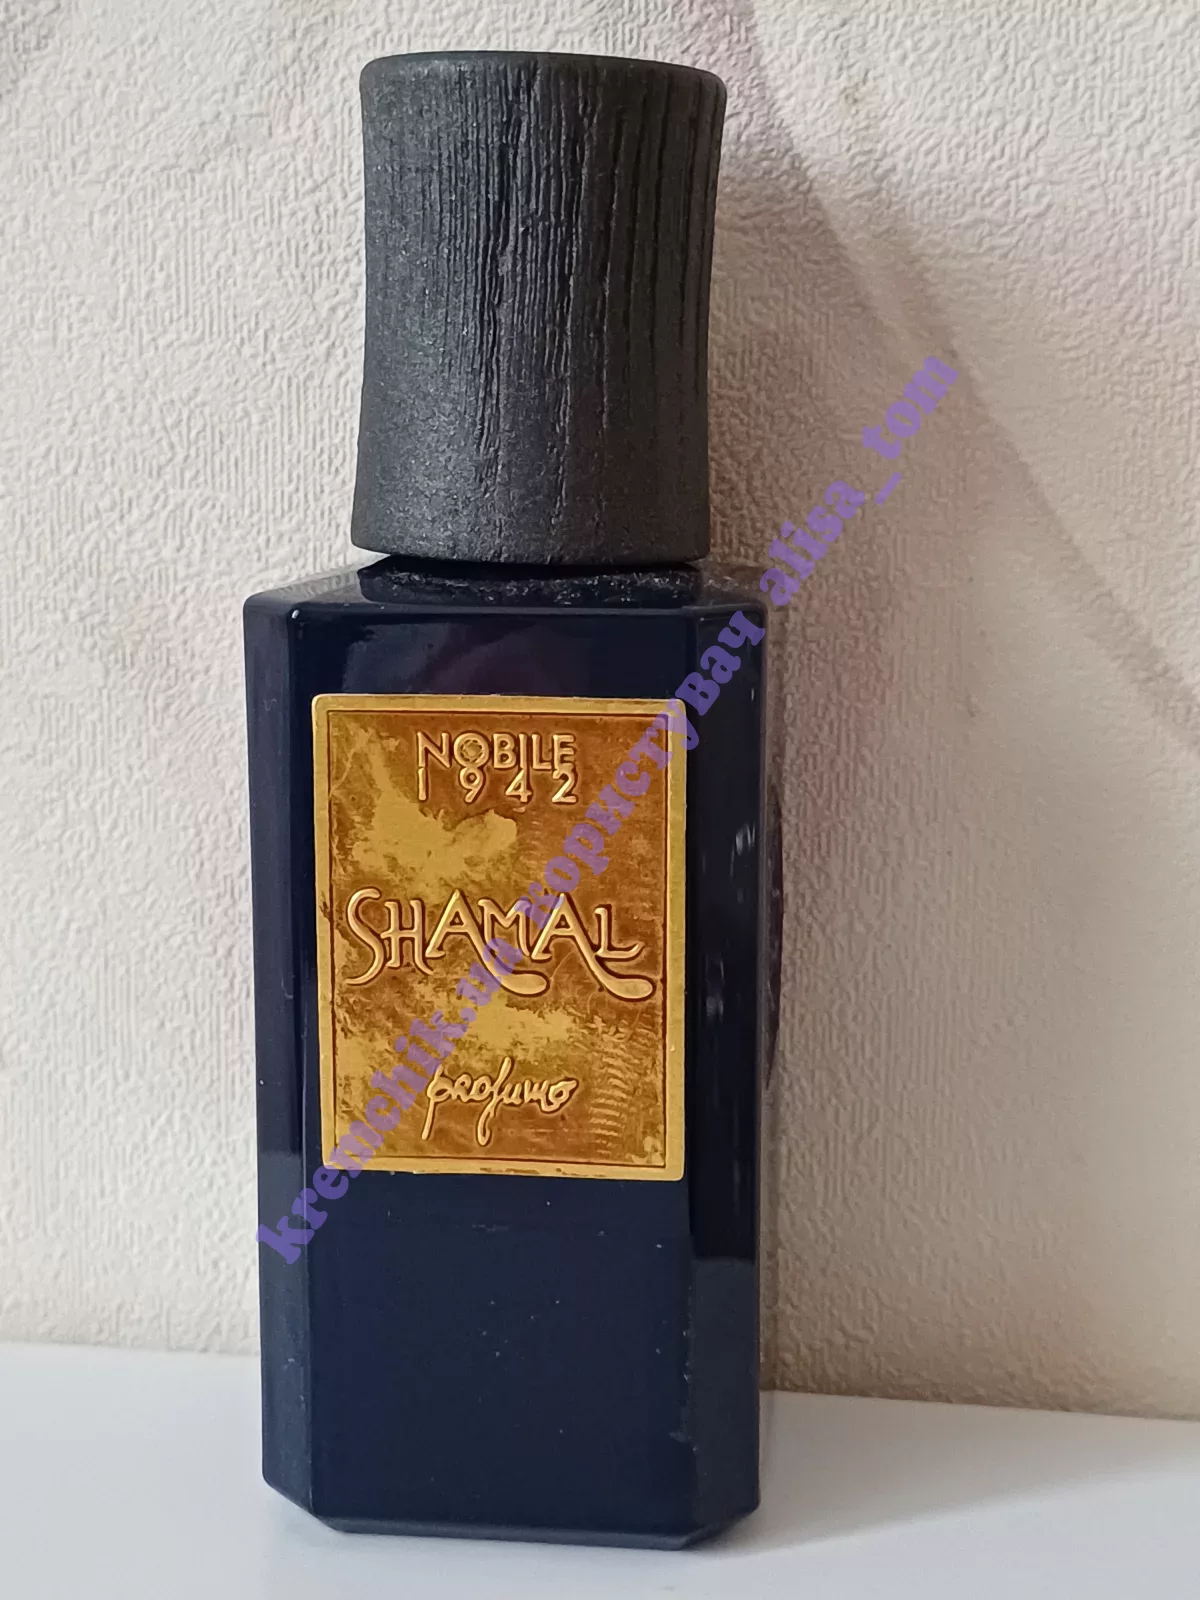 NOBILE
1942
SHAMAL
profumo
kremchik.ua користувач alisa_tom